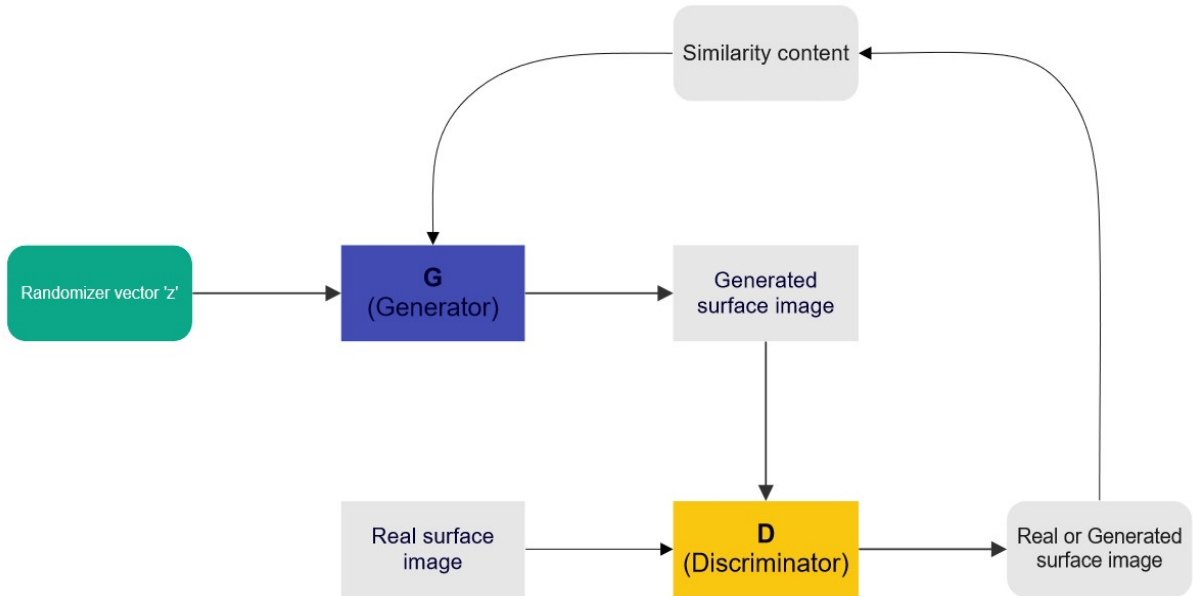 Similarity content
Randomizer vector 'z'
G
(Generator)
Generated
surface image
Real surface
image
D
(Discriminator)
Real or Generated
surface image